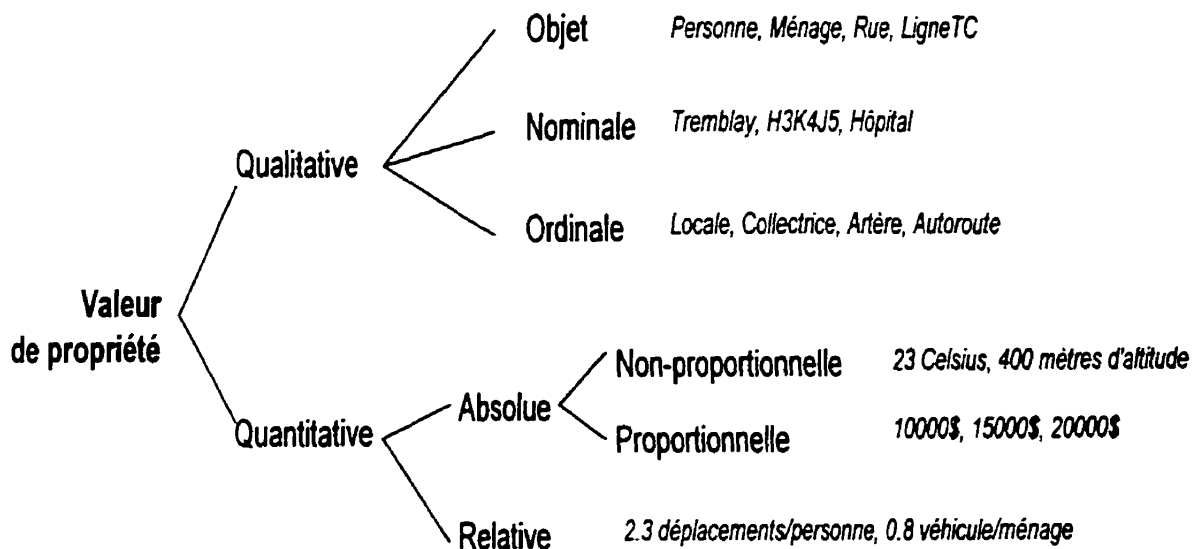 Objet Personne, Ménage, Rue, LigneTC
Nominale Tremblay, H3K4J5, Hôpital
Qualitative
Ordinale Locale, Collectrice, Artère, Autoroute
Valeur
de propriété
Non-proportionnelle 23 Celsius, 400 mètres d'altitude
Absolue
Quantitative
Proportionnelle 10000$, 15000$, 20000$
Relative 2.3 déplacements/personne, 0.8 véhicule/ménage